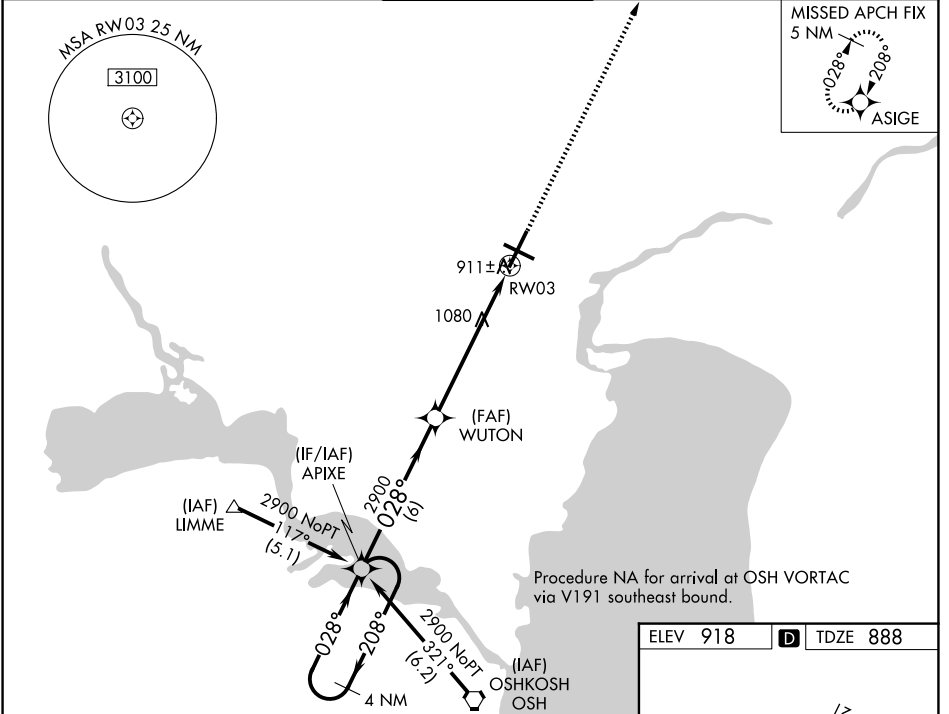 MSA RW03 25 NM
3100
MISSED APCH FIX
5 NM
028°
208°
ASIGE
911±
RW03
1080
(FAF)
WUTON
(IF/IAF)
APIXE
2900
028°
(6)
(IAF)
LIMME
2900 NoPT
117°
(5.1)
Procedure NA for arrival at OSH VORTAC
via V191 southeast bound.
028°
208°
4 NM
2900 NoPT
321°
(6.2)
(IAF)
OSHKOSH
OSH
ELEV 918
D
TDZE 888